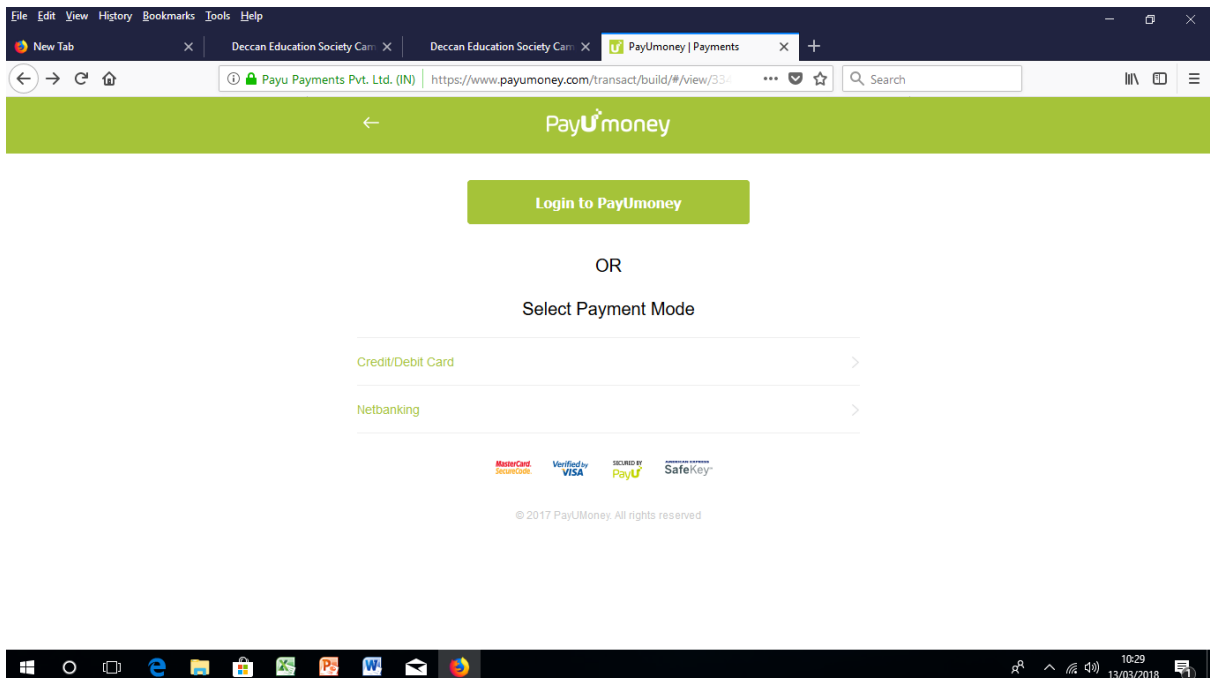 File Edit View History Bookmarks Tools Help
New Tab
Deccan Education Society Cam
Deccan Education Society Cam
PayUmoney | Payments
Payu Payments Pvt. Ltd. (IN)
https://www.payumoney.com/transact/build/#/view/334
Search
PayUmoney
Login to PayUmoney
OR
Select Payment Mode
Credit/Debit Card
Netbanking
MasterCard. SecureCode.
Verified by VISA
SECURED BY PayU
AMERICAN EXPRESS SafeKey
© 2017 PayUMoney. All rights reserved
10:29
13/03/2018